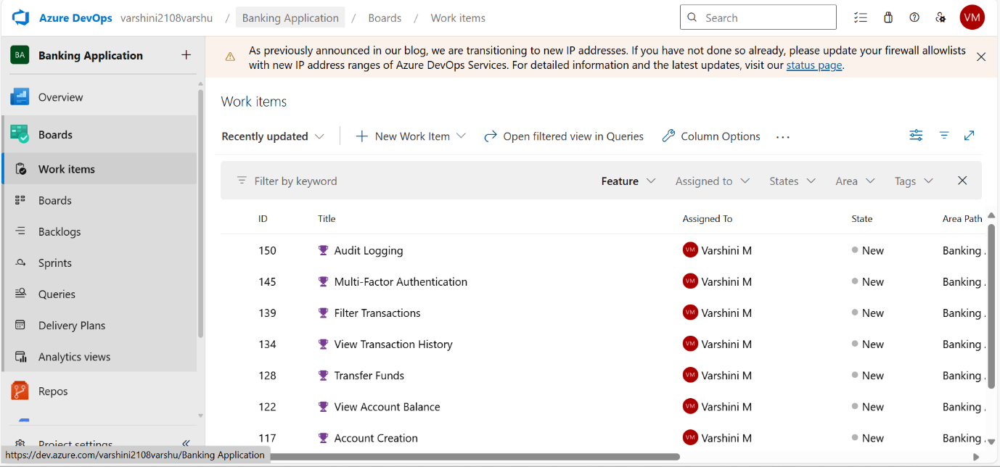 Azure DevOps varshini2108varshu / Banking Application / Boards / Work items Search VM
BA Banking Application +
As previously announced in our blog, we are transitioning to new IP addresses. If you have not done so already, please update your firewall allowlists
with new IP address ranges of Azure DevOps Services. For detailed information and the latest updates, visit our status page.
Overview
Boards
Work items
Boards
Backlogs
Sprints
Queries
Delivery Plans
Analytics views
Repos
Project settings
https://dev.azure.com/varshini2108varshu/Banking Application
Work items
Recently updated New Work Item Open filtered view in Queries Column Options ...
Filter by keyword Feature Assigned to States Area Tags
ID Title Assigned To State Area Path
150 Audit Logging VM Varshini M New Banking .
145 Multi-Factor Authentication VM Varshini M New Banking .
139 Filter Transactions VM Varshini M New Banking .
134 View Transaction History VM Varshini M New Banking .
128 Transfer Funds VM Varshini M New Banking .
122 View Account Balance VM Varshini M New Banking .
117 Account Creation VM Varshini M New Banking .